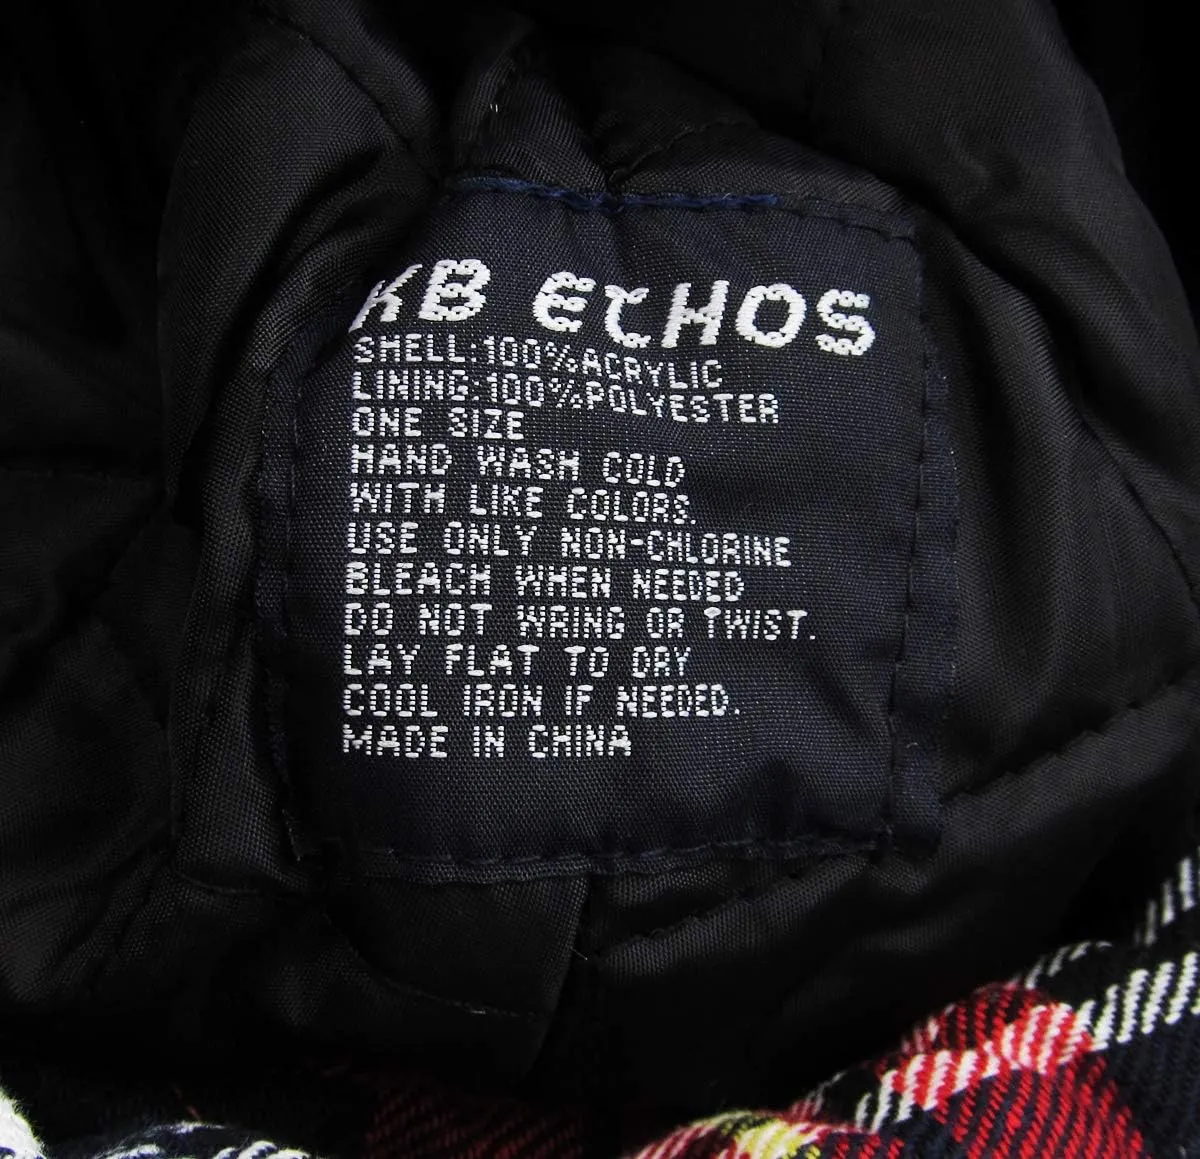 KB ETHOS
SHELL:100%ACRYLIC
LINING:100%POLYESTER
ONE SIZE
HAND WASH COLD
WITH LIKE COLORS.
USE ONLY NON-CHLORINE
BLEACH WHEN NEEDED
DO NOT WRING OR TWIST.
LAY FLAT TO DRY
COOL IRON IF NEEDED.
MADE IN CHINA